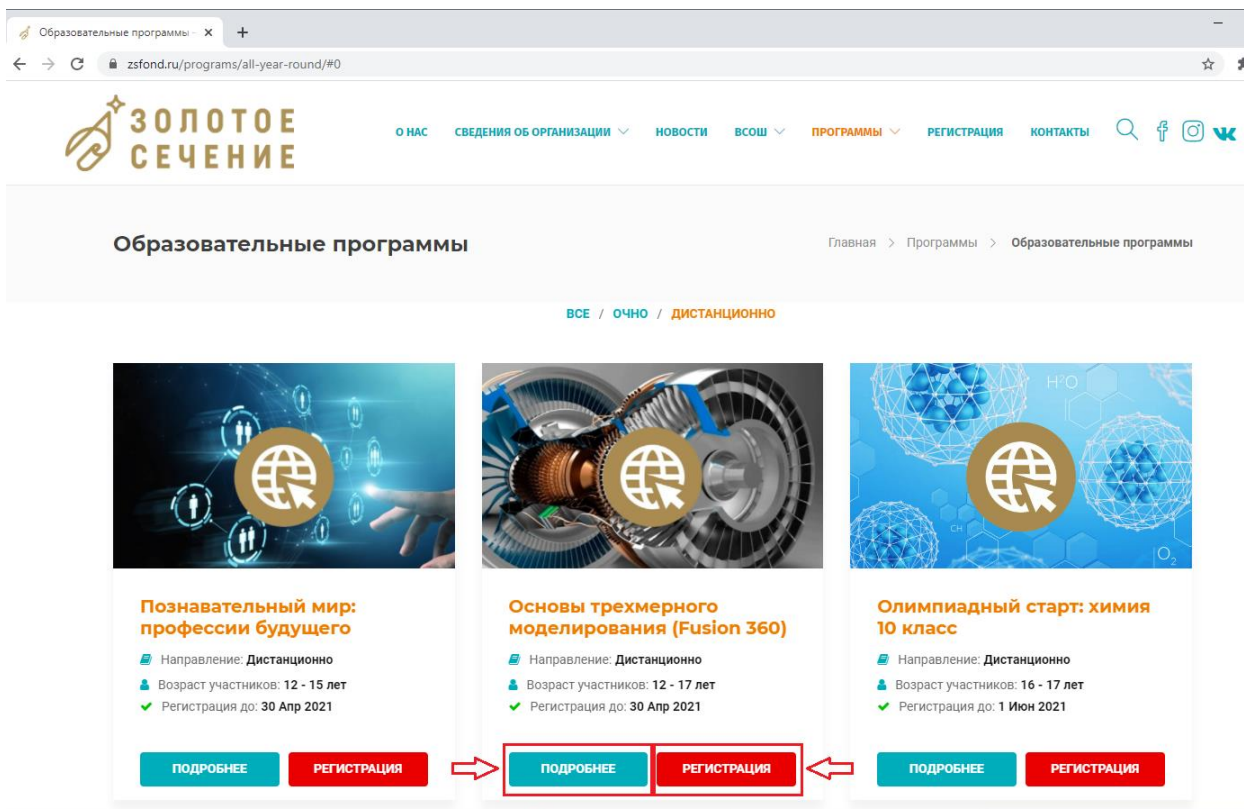 Образовательные программы -
zsfond.ru/programs/all-year-round/#0
ЗОЛОТОЕ
СЕЧЕНИЕ
О НАС СВЕДЕНИЯ ОБ ОРГАНИЗАЦИИ НОВОСТИ ВСОШ ПРОГРАММЫ РЕГИСТРАЦИЯ КОНТАКТЫ
Образовательные программы
Главная > Программы > Образовательные программы
ВСЕ / ОЧНО / ДИСТАНЦИОННО
H²O
CH
O₂
Познавательный мир:
профессии будущего
Направление: Дистанционно
Возраст участников: 12 - 15 лет
Регистрация до: 30 Апр 2021
ПОДРОБНЕЕ РЕГИСТРАЦИЯ
Основы трехмерного
моделирования (Fusion 360)
Направление: Дистанционно
Возраст участников: 12 - 17 лет
Регистрация до: 30 Апр 2021
ПОДРОБНЕЕ РЕГИСТРАЦИЯ
Олимпиадный старт: химия
10 класс
Направление: Дистанционно
Возраст участников: 16 - 17 лет
Регистрация до: 1 Июн 2021
ПОДРОБНЕЕ РЕГИСТРАЦИЯ